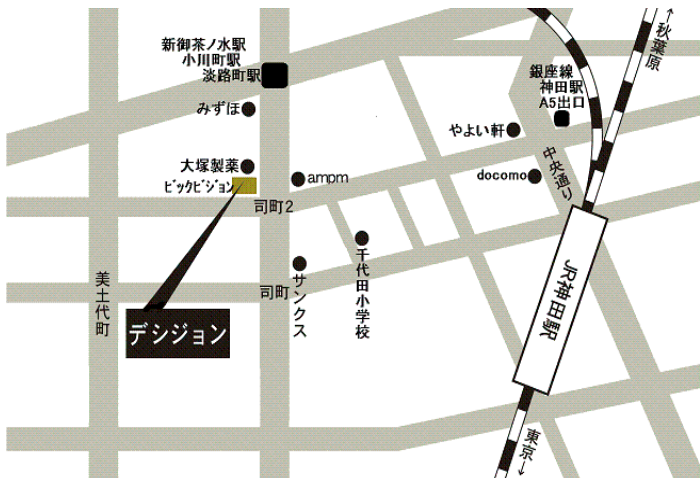 新御茶ノ水駅
小川町駅
淡路町駅
みずほ
大塚製薬
ビックビジョン
ampm
司町2
司町
サンクス
千代田小学校
美土代町
デシジョン
銀座線
神田駅
A5出口
やよい軒
docomo
中央通り
←秋葉原
JR神田駅
東京→